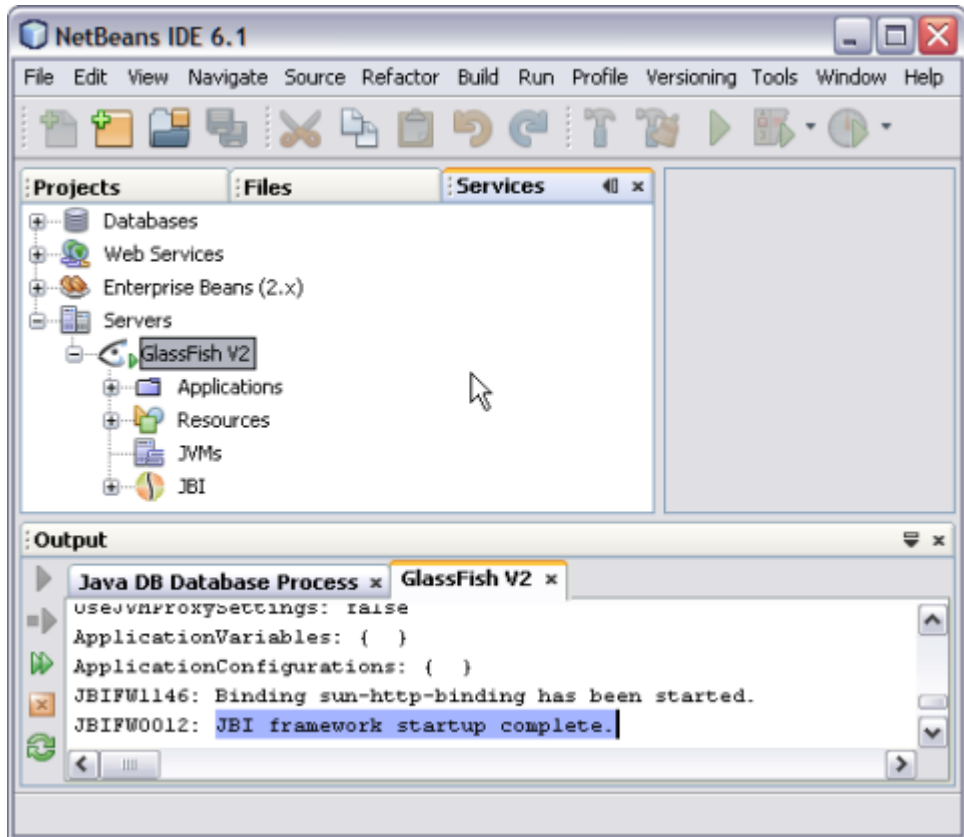 NetBeans IDE 6.1
File Edit View Navigate Source Refactor Build Run Profile Versioning Tools Window Help
Projects Files Services
Databases
Web Services
Enterprise Beans (2.x)
Servers
GlassFish V2
Applications
Resources
JVMs
JBI
Output
Java DB Database Process GlassFish V2
UseJVMProxySettings: false
ApplicationVariables: { }
ApplicationConfigurations: { }
JBIFW1146: Binding sun-http-binding has been started.
JBIFW0012: JBI framework startup complete.